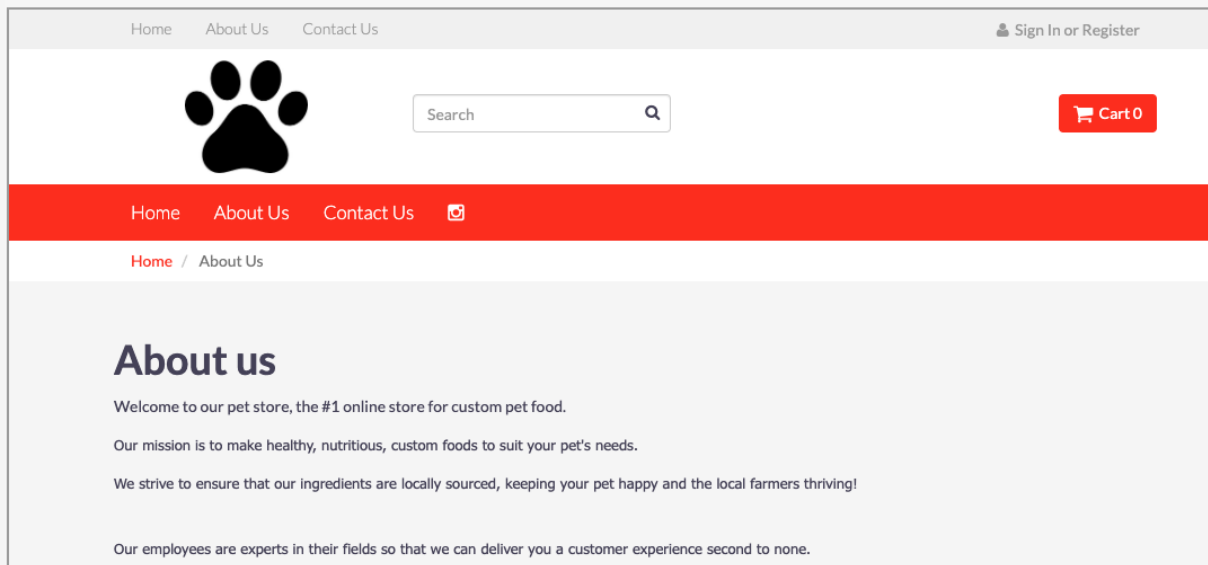 Home About Us Contact Us Sign In or Register
Search Cart 0
Home About Us Contact Us
Home / About Us
About us
Welcome to our pet store, the #1 online store for custom pet food.
Our mission is to make healthy, nutritious, custom foods to suit your pet's needs.
We strive to ensure that our ingredients are locally sourced, keeping your pet happy and the local farmers thriving!
Our employees are experts in their fields so that we can deliver you a customer experience second to none.